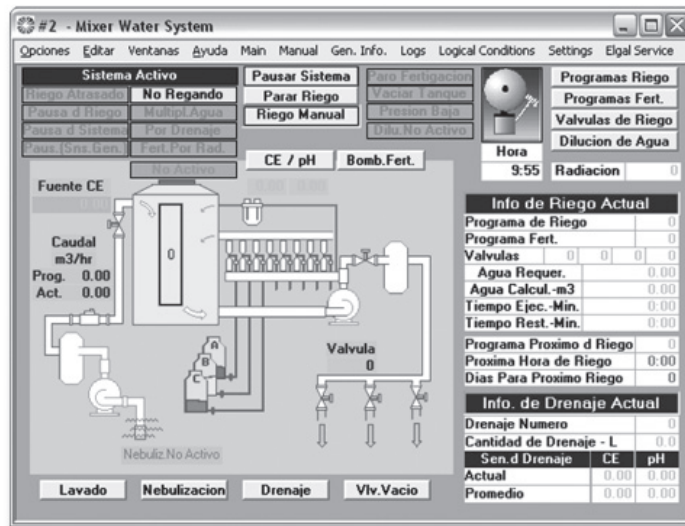 #2 - Mixer Water System
Opciones Editar Ventanas Ayuda Main Manual Gen. Info. Logs Logical Conditions Settings Elgal Service
Sistema Activo
Riego Atrasado No Regando
Pausa d Riego Multipl.Agua
Pausa d Sistema Por Drenaje
Paus.(Sns.Gen.) Fert.Por Rad.
No Activo
Pausar Sistema
Parar Riego
Riego Manual
Paro Fertigacion
Vaciar Tanque
Presion Baja
Dilu.No Activo
CE / pH Bomb.Fert.
0.00 0.00
Hora
9:55
Programas Riego
Programas Fert.
Valvulas de Riego
Dilucion de Agua
Radiacion 0
Fuente CE
0.00
Caudal
m3/hr
Prog. 0.00
Act. 0.00
0
A
B
C
Valvula
0
Nebuliz.No Activo
Info de Riego Actual
Programa de Riego 0
Programa Fert. 0
Valvulas 0 0 0 0
Agua Requer. 0.00
Agua Calcul.-m3 0.00
Tiempo Ejec.-Min. 0:00
Tiempo Rest.-Min. 0:00
Programa Proximo d Riego 0
Proxima Hora de Riego 0:00
Dias Para Proximo Riego 0
Info. de Drenaje Actual
Drenaje Numero 0
Cantidad de Drenaje - L 0.0
Sen.d Drenaje CE pH
Actual 0.00 0.00
Promedio 0.00 0.00
Lavado Nebulizacion Drenaje Vlv.Vacio